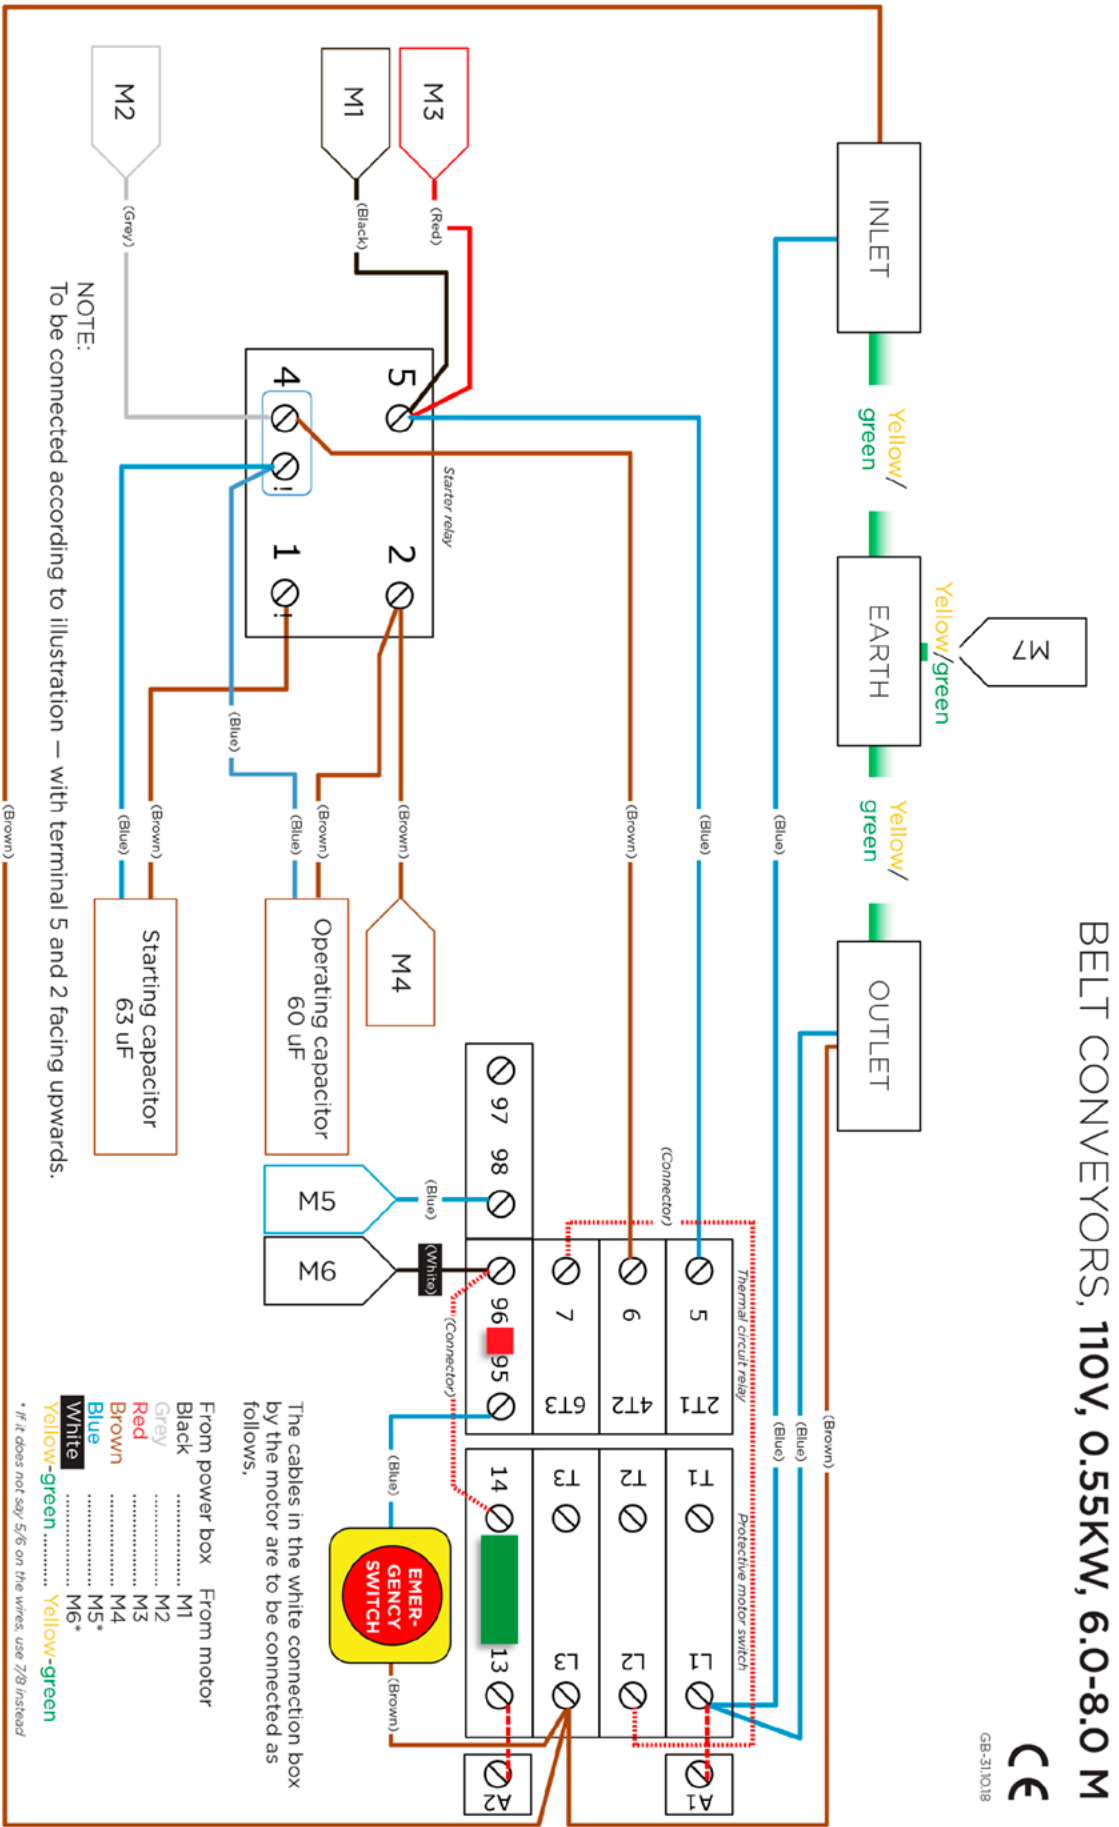 BELT CONVEYORS, 110V, 0.55KW, 6.0-8.0 M
CE
GB-31.10.18
M7
Yellow/green
INLET
Yellow/
green
EARTH
Yellow/
green
OUTLET
(Blue)
(Blue)
(Blue)
(Brown)
M3
(Red)
M1
(Black)
M2
(Grey)
Starter relay
5
2
4
!
1
!
(Blue)
(Brown)
(Brown)
M4
(Blue)
(Brown)
(Blue)
Operating capacitor
60 uF
(Brown)
(Blue)
Starting capacitor
63 uF
(Brown)
NOTE:
To be connected according to illustration – with terminal 5 and 2 facing upwards.
(Connector)
Thermal circuit relay
5
2T1
6
4T2
7
6T3
97
98
96
95
M5
(Blue)
M6
(White)
(Connector)
Protective motor switch
T1
L1
T2
L2
T3
L3
14
13
A1
A2
(Blue)
EMER-
GENCY
SWITCH
(Brown)
The cables in the white connection box
by the motor are to be connected as
follows,
From power box From motor
Black .................. M1
Grey .................. M2
Red .................. M3
Brown .................. M4
Blue .................. M5*
White .................. M6*
Yellow-green .......... Yellow-green
* If it does not say 5/6 on the wires, use 7/8 instead